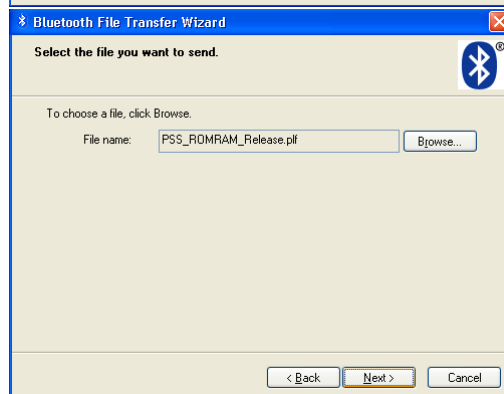 Bluetooth File Transfer Wizard
Select the file you want to send.
®
To choose a file, click Browse.
File name: PSS_ROMRAM_Release.plf Browse...
< Back Next > Cancel